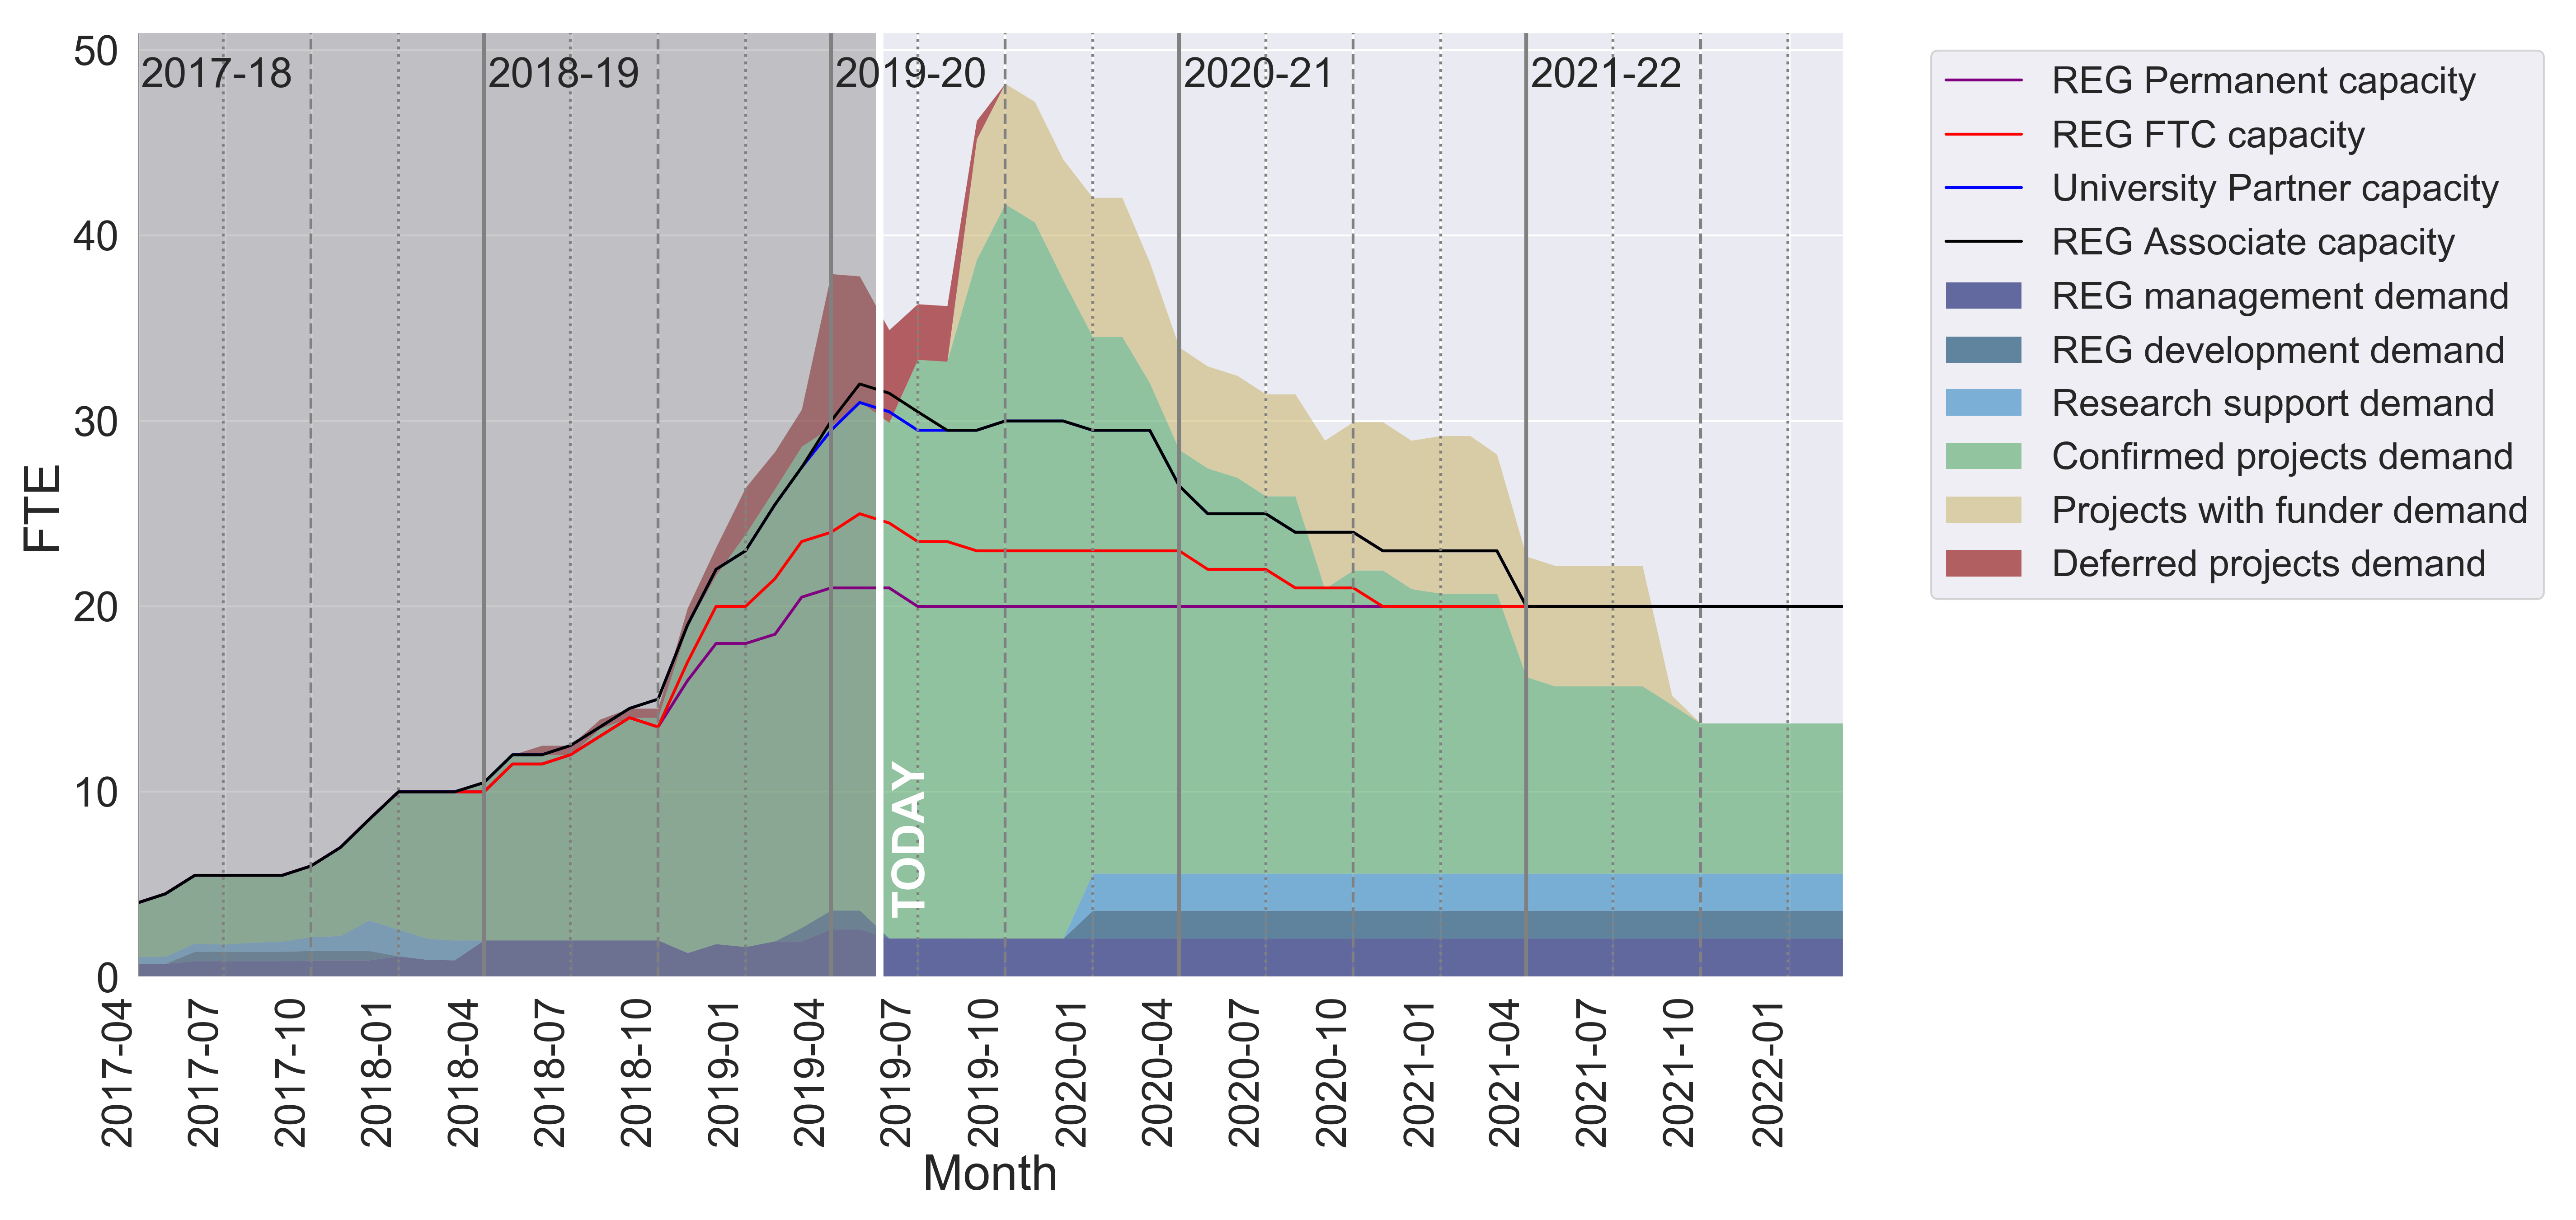 50
40
30
20
10
0
FTE
2017-18
2018-19
2019-20
2020-21
2021-22
TODAY
2017-04
2017-07
2017-10
2018-01
2018-04
2018-07
2018-10
2019-01
2019-04
2019-07
2019-10
2020-01
2020-04
2020-07
2020-10
2021-01
2021-04
2021-07
2021-10
2022-01
Month
REG Permanent capacity
REG FTC capacity
University Partner capacity
REG Associate capacity
REG management demand
REG development demand
Research support demand
Confirmed projects demand
Projects with funder demand
Deferred projects demand